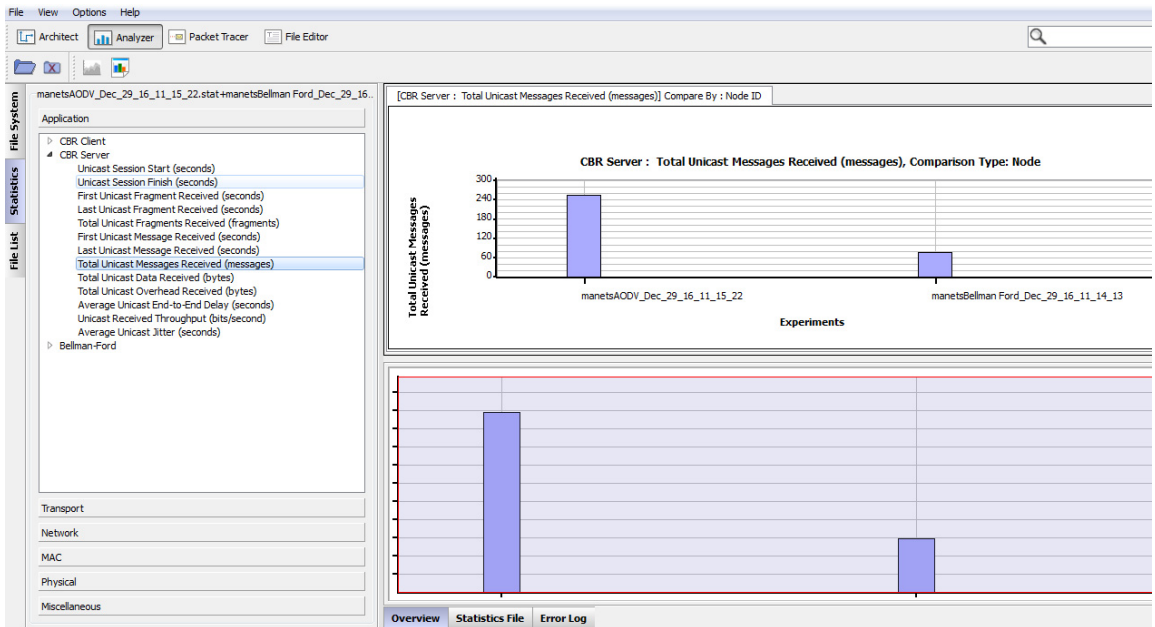 File View Options Help
Architect Analyzer Packet Tracer File Editor
File System
Statistics
File List
manetsAODV_Dec_29_16_11_15_22.stat+manetsBellman Ford_Dec_29_16..
Application
CBR Client
CBR Server
Unicast Session Start (seconds)
Unicast Session Finish (seconds)
First Unicast Fragment Received (seconds)
Last Unicast Fragment Received (seconds)
Total Unicast Fragments Received (fragments)
First Unicast Message Received (seconds)
Last Unicast Message Received (seconds)
Total Unicast Messages Received (messages)
Total Unicast Data Received (bytes)
Total Unicast Overhead Received (bytes)
Average Unicast End-to-End Delay (seconds)
Unicast Received Throughput (bits/second)
Average Unicast Jitter (seconds)
Bellman-Ford
Transport
Network
MAC
Physical
Miscellaneous
[CBR Server : Total Unicast Messages Received (messages)] Compare By : Node ID
CBR Server : Total Unicast Messages Received (messages), Comparison Type: Node
Total Unicast Messages
Received (messages)
300
240
180
120
60
0
manetsAODV_Dec_29_16_11_15_22 manetsBellman Ford_Dec_29_16_11_14_13
Experiments
Overview Statistics File Error Log